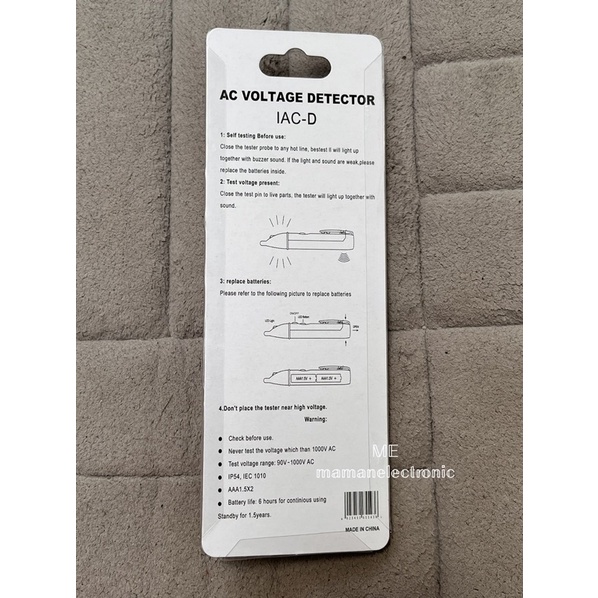 AC VOLTAGE DETECTOR
IAC-D
1: Self testing Before use:
Close the tester probe to any hot line, bestest ll will light up
together with buzzer sound. If the light and sound are weak,please
replace the batteries inside.
2: Test voltage present:
Close the test pin to live parts, the tester will light up together with
sound.
3: replace batteries:
Please refer to the following picture to replace batteries
AAA1.5V + AAA1.5V +
4.Don't place the tester near high voltage.
Warning:
● Check before use.
● Never test the voltage which than 1000V AC
● Test voltage range: 90V-1000V AC
● IP54, IEC 1010
● AAA1.5X2
● Battery life: 6 hours for continious using
Standby for 1.5years.
MADE IN CHINA
ME
mamanelectronic